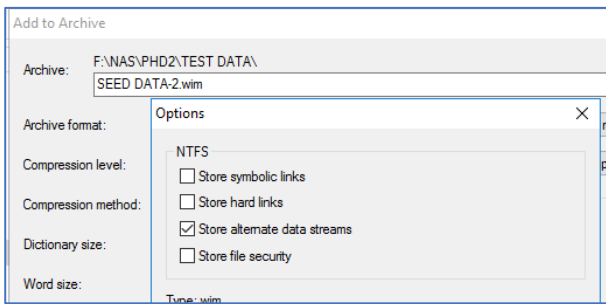 Add to Archive
Archive:
F:\NAS\PHD2\TEST DATA\
SEED DATA-2.wim
Archive format:
Compression level:
Compression method:
Dictionary size:
Word size:
Options
NTFS
Store symbolic links
Store hard links
Store alternate data streams
Store file security
Type: wim